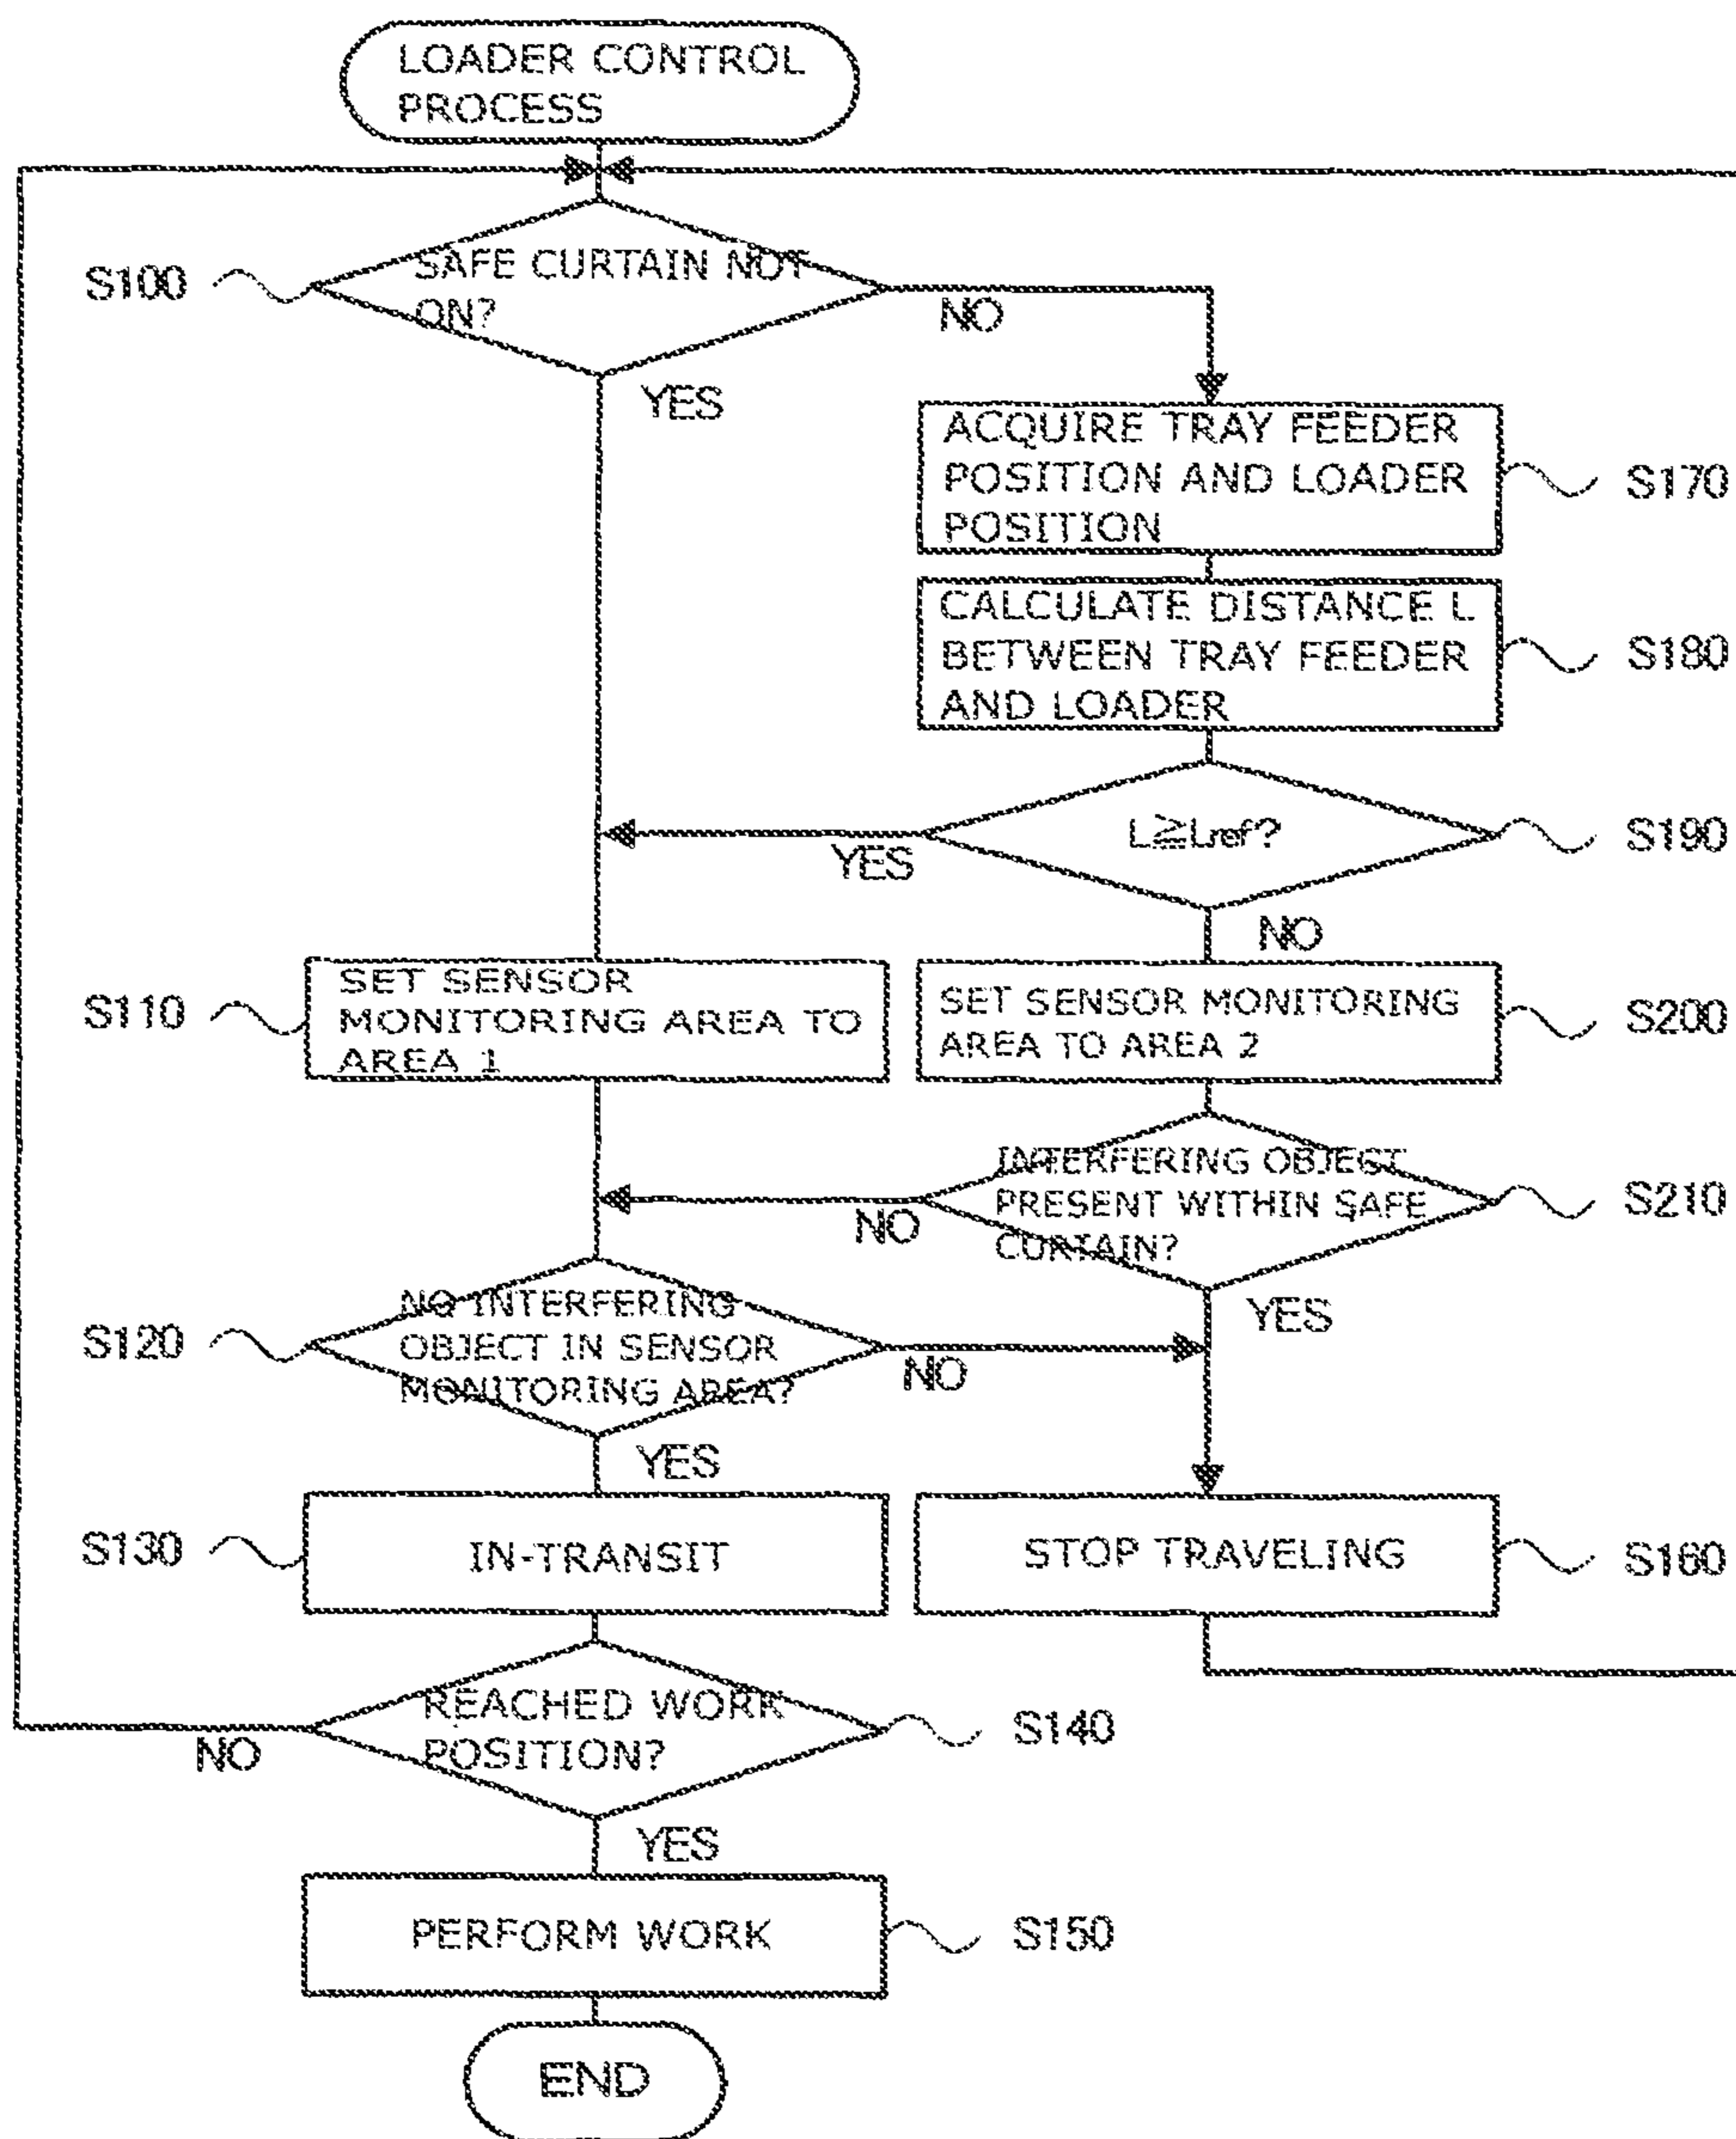 LOADER CONTROL
PROCESS
S100
SAFE CURTAIN NOT
ON?
NO
YES
ACQUIRE TRAY FEEDER
POSITION AND LOADER
POSITION
S170
CALCULATE DISTANCE L
BETWEEN TRAY FEEDER
AND LOADER
S180
L≧Lref?
S190
YES
NO
S110
SET SENSOR
MONITORING AREA TO
AREA 1
SET SENSOR MONITORING
AREA TO AREA 2
S200
INTERFERING OBJECT
PRESENT WITHIN SAFE
CURTAIN?
S210
NO
YES
S120
NO INTERFERING
OBJECT IN SENSOR
MONITORING AREA?
NO
YES
S130
IN-TRANSIT
STOP TRAVELING
S160
REACHED WORK
POSITION?
S140
NO
YES
PERFORM WORK
S150
END